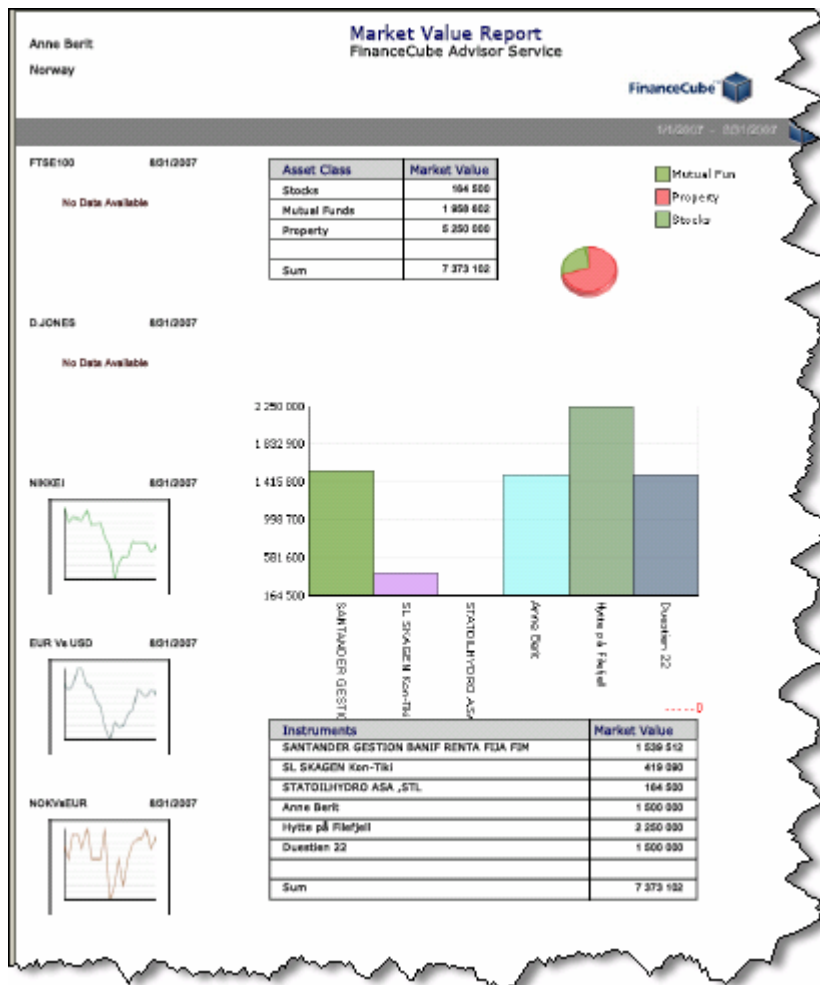 Market Value Report
Anne Berit
FinanceCube Advisor Service
Norway
FinanceCube
1/1/2007 - 8/31/2007
FTSE100 8/31/2007
No Data Available
Asset Class Market Value
Stocks 164 500
Mutual Funds 1 958 602
Property 5 250 000
Sum 7 373 102
Mutual Fun
Property
Stocks
D.JONES 8/31/2007
No Data Available
2 250 000
1 832 900
1 415 800
998 700
581 600
164 500
SANTANDER GESTIC
SL SKAGEN Kon-Tiki
STATOILHYDRO ASA
Anne Berit
Hytte på Filefjell
Duestien 22
-----0
NIKKEI 8/31/2007
EUR Vs USD 8/31/2007
NOKVsEUR 8/31/2007
Instruments Market Value
SANTANDER GESTION BANIF RENTA FIJA FIM 1 539 512
SL SKAGEN Kon-Tiki 419 090
STATOILHYDRO ASA ,STL 164 500
Anne Berit 1 500 000
Hytte på Filefjell 2 250 000
Duestien 22 1 500 000
Sum 7 373 102